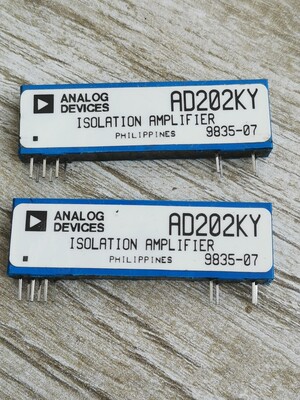 ANALOG
DEVICES
AD202KY
ISOLATION AMPLIFIER
PHILIPPINES 9835-07
ANALOG
DEVICES
AD202KY
ISOLATION AMPLIFIER
PHILIPPINES 9835-07